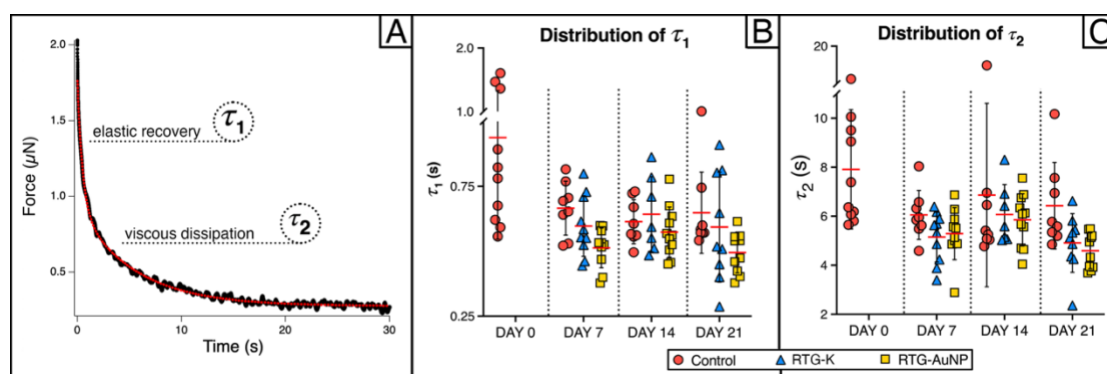 A
Force (µN)
2.0
1.5
1.0
0.5
elastic recovery
τ1
viscous dissipation
τ2
0
10
20
30
Time (s)
B
Distribution of τ1
τ1 (s)
2.0
1.0
0.75
0.25
DAY 0
DAY 7
DAY 14
DAY 21
C
Distribution of τ2
τ2 (s)
20
10
8
6
4
2
DAY 0
DAY 7
DAY 14
DAY 21
Control
RTG-K
RTG-AuNP